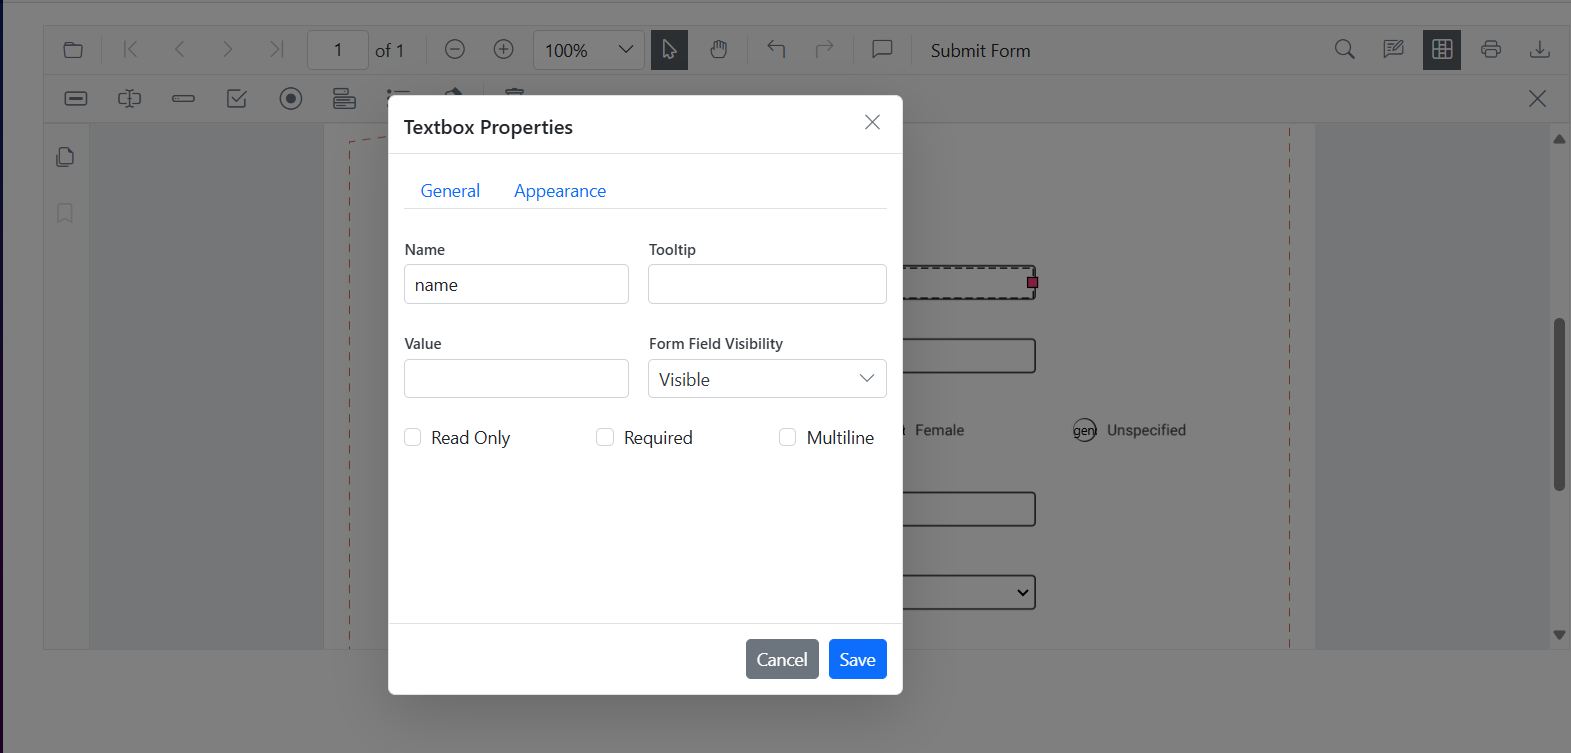 1 of 1 100% Submit Form
Textbox Properties
General Appearance
Name Tooltip
name
Value Form Field Visibility
Visible
Read Only Required Multiline
Female Unspecified
Cancel Save